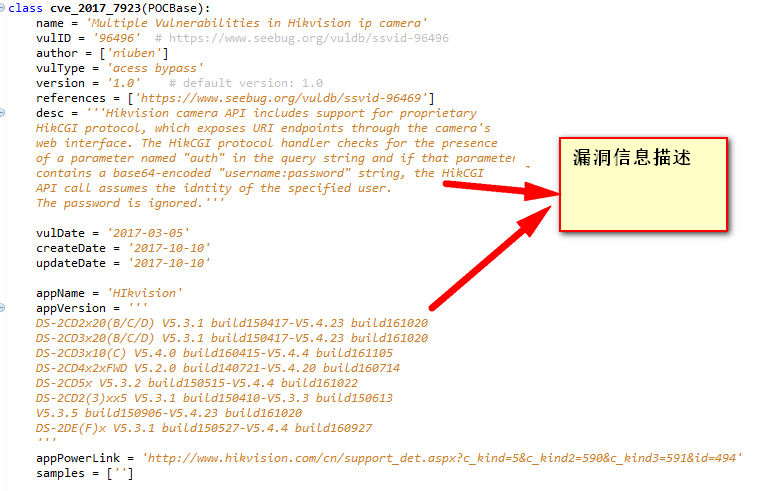 class cve_2017_7923(POCBase):
name = 'Multiple Vulnerabilities in Hikvision ip camera'
vulID = '96496'  # https://www.seebug.org/vuldb/ssvid-96496
author = ['niuben']
vulType = 'acess bypass'
version = '1.0'    # default version: 1.0
references = ['https://www.seebug.org/vuldb/ssvid-96469']
desc = '''Hikvision camera API includes support for proprietary
HikCGI protocol, which exposes URI endpoints through the camera's
web interface. The HikCGI protocol handler checks for the presence
of a parameter named "auth" in the query string and if that parameter
contains a base64-encoded "username:password" string, the HikCGI
API call assumes the idntity of the specified user.
The password is ignored.'''
漏洞信息描述
vulDate = '2017-03-05'
createDate = '2017-10-10'
updateDate = '2017-10-10'
appName = 'HIkvision'
appVersion = '''
DS-2CD2x20(B/C/D) V5.3.1 build150417-V5.4.23 build161020
DS-2CD3x20(B/C/D) V5.3.1 build150417-V5.4.23 build161020
DS-2CD3x10(C) V5.4.0 build160415-V5.4.4 build161105
DS-2CD4x2xFWD V5.2.0 build140721-V5.4.20 build160714
DS-2CD5x V5.3.2 build150515-V5.4.4 build161022
DS-2CD2(3)xx5 V5.3.1 build150410-V5.3.3 build150613
V5.3.5 build150906-V5.4.23 build161020
DS-2DE(F)x V5.3.1 build150527-V5.4.4 build160927
'''
appPowerLink = 'http://www.hikvision.com/cn/support_det.aspx?c_kind=5&c_kind2=590&c_kind3=591&id=494'
samples = ['']